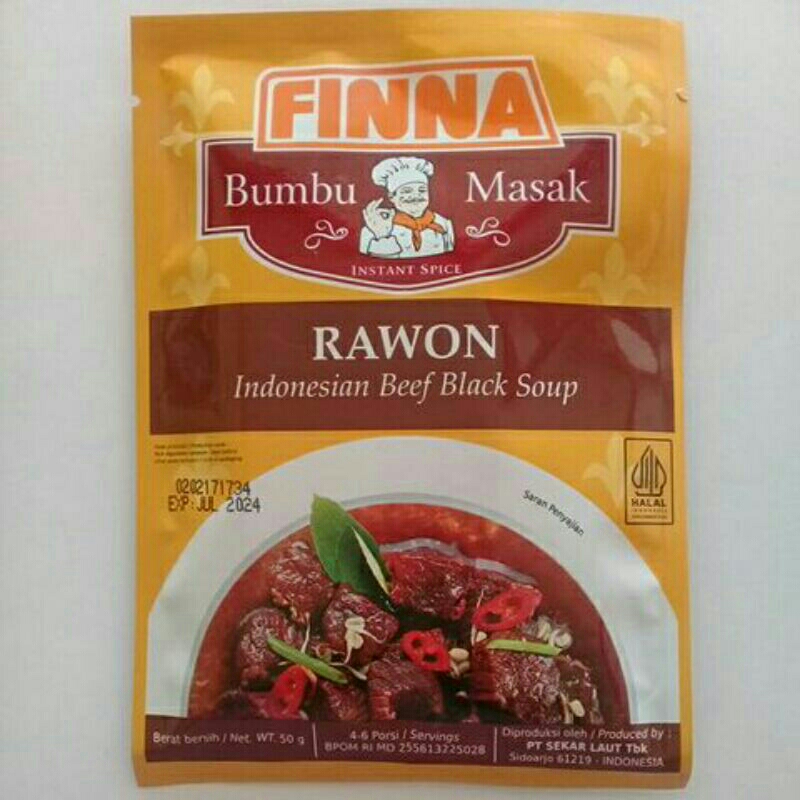 FINNA
Bumbu Masak
INSTANT SPICE
RAWON
Indonesian Beef Black Soup
0202171734
EXP: JUL 2024
HALAL
INDONESIA
Saran Penyajian
Berat bersih / Net. WT. 50 g
4-6 Porsi / Servings
BPOM RI MD 255613225028
Diproduksi oleh / Produced by :
PT SEKAR LAUT Tbk
Sidoarjo 61219 - INDONESIA